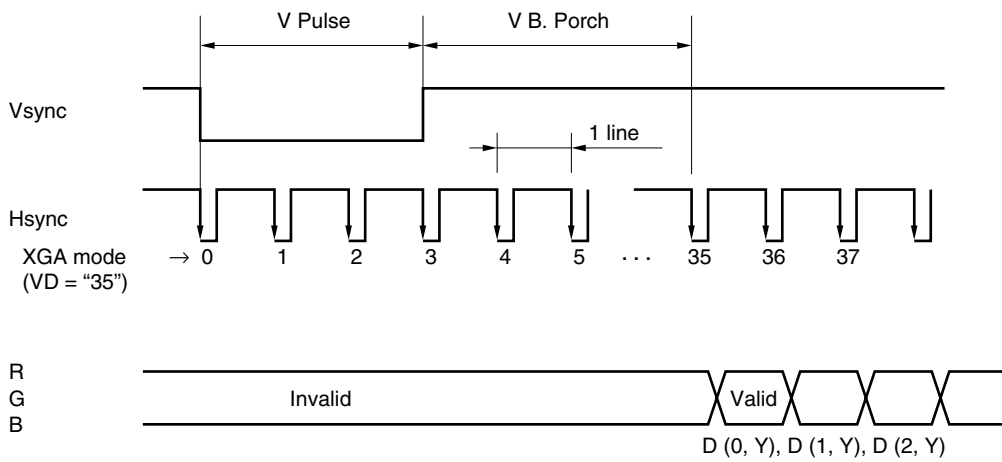 V Pulse V B. Porch
Vsync
1 line
Hsync
XGA mode → 0 1 2 3 4 5 · · · 35 36 37
(VD = “35”)
R
G Invalid Valid
B
D (0, Y), D (1, Y), D (2, Y)